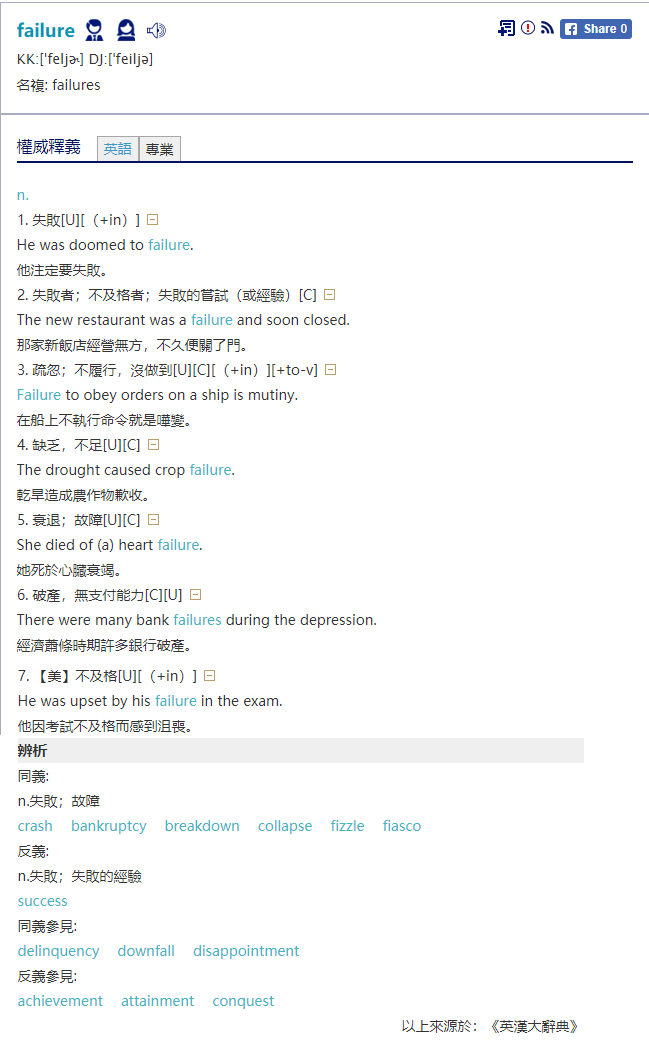 failure Share 0
KK:[ˈfeljɚ] DJ:[ˈfeiljə]
名複: failures
權威釋義 英語 專業
n.
1. 失敗[U][（+in）]
He was doomed to failure.
他注定要失敗。
2. 失敗者；不及格者；失敗的嘗試（或經驗）[C]
The new restaurant was a failure and soon closed.
那家新飯店經營無方，不久便關了門。
3. 疏忽；不履行，沒做到[U][C][（+in）][+to-v]
Failure to obey orders on a ship is mutiny.
在船上不執行命令就是嘩變。
4. 缺乏，不足[U][C]
The drought caused crop failure.
乾旱造成農作物歉收。
5. 衰退；故障[U][C]
She died of (a) heart failure.
她死於心臟衰竭。
6. 破產，無支付能力[C][U]
There were many bank failures during the depression.
經濟蕭條時期許多銀行破產。
7. 【美】不及格[U][（+in）]
He was upset by his failure in the exam.
他因考試不及格而感到沮喪。
辨析
同義:
n.失敗；故障
crash bankruptcy breakdown collapse fizzle fiasco
反義:
n.失敗；失敗的經驗
success
同義參見:
delinquency downfall disappointment
反義參見:
achievement attainment conquest
以上來源於：《英漢大辭典》